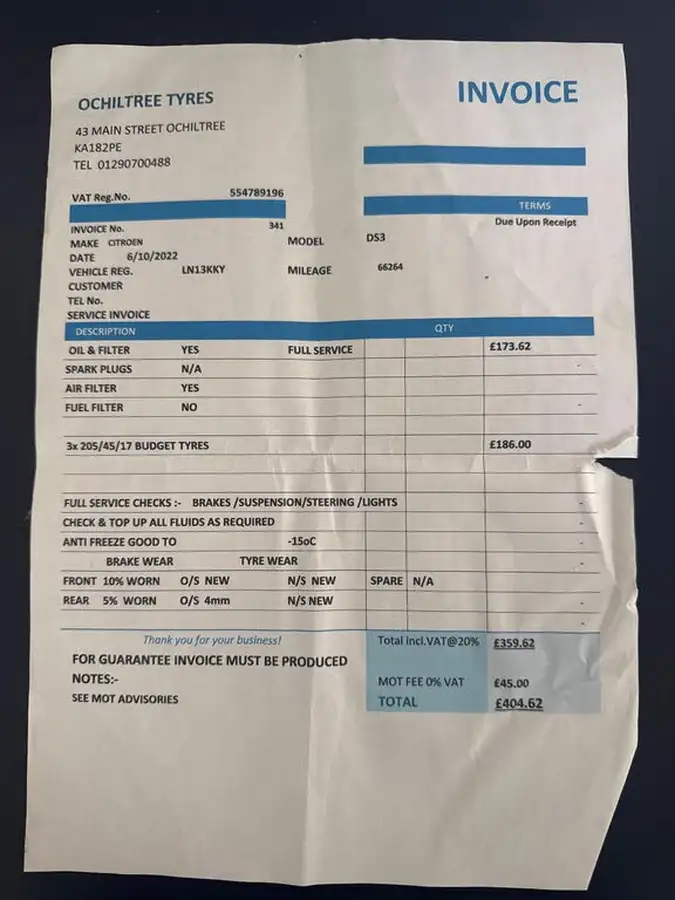 OCHILTREE TYRES
INVOICE
43 MAIN STREET OCHILTREE
KA182PE
TEL 01290700488
VAT Reg.No. 554789196
TERMS
Due Upon Receipt
INVOICE No. 341
MAKE CITROEN MODEL DS3
DATE 6/10/2022
VEHICLE REG. LN13KKY MILEAGE 66264
CUSTOMER
TEL No.
SERVICE INVOICE
DESCRIPTION QTY
OIL & FILTER YES FULL SERVICE £173.62
SPARK PLUGS N/A -
AIR FILTER YES
FUEL FILTER NO -
3x 205/45/17 BUDGET TYRES £186.00
FULL SERVICE CHECKS :- BRAKES /SUSPENSION/STEERING /LIGHTS -
CHECK & TOP UP ALL FLUIDS AS REQUIRED -
ANTI FREEZE GOOD TO -15oC -
BRAKE WEAR TYRE WEAR
FRONT 10% WORN O/S NEW N/S NEW SPARE N/A -
REAR 5% WORN O/S 4mm N/S NEW -
-
Thank you for your business! Total incl.VAT@20% £359.62
FOR GUARANTEE INVOICE MUST BE PRODUCED
NOTES:- MOT FEE 0% VAT £45.00
SEE MOT ADVISORIES TOTAL £404.62